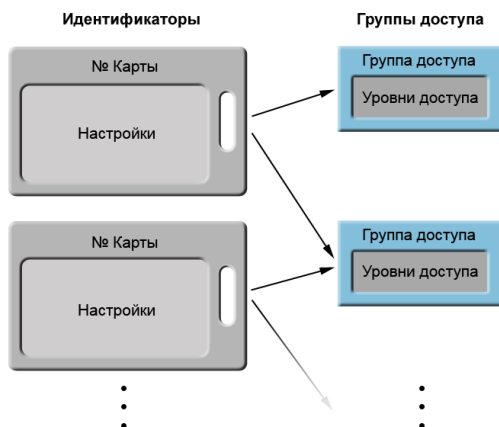 Идентификаторы
Группы доступа
№ Карты
Настройки
Группа доступа
Уровни доступа
№ Карты
Настройки
Группа доступа
Уровни доступа